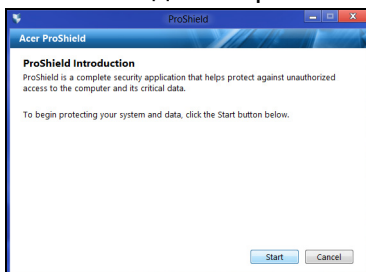 ProShield
Acer ProShield
ProShield Introduction
ProShield is a complete security application that helps protect against unauthorized
access to the computer and its critical data.
To begin protecting your system and data, click the Start button below.
Start Cancel